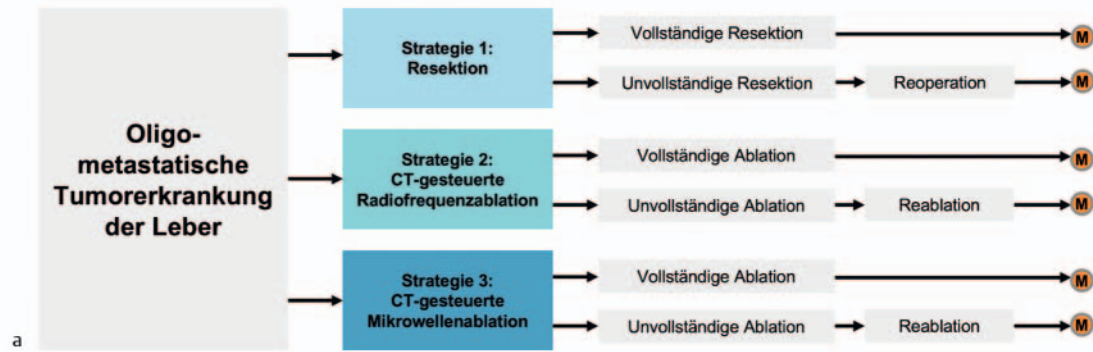 Oligo-
metastatische
Tumorerkrankung
der Leber
Strategie 1:
Resektion
Vollständige Resektion
M
Unvollständige Resektion
Reoperation
M
Strategie 2:
CT-gesteuerte
Radiofrequenzablation
Vollständige Ablation
M
Unvollständige Ablation
Reablation
M
Strategie 3:
CT-gesteuerte
Mikrowellenablation
Vollständige Ablation
M
Unvollständige Ablation
Reablation
M
a